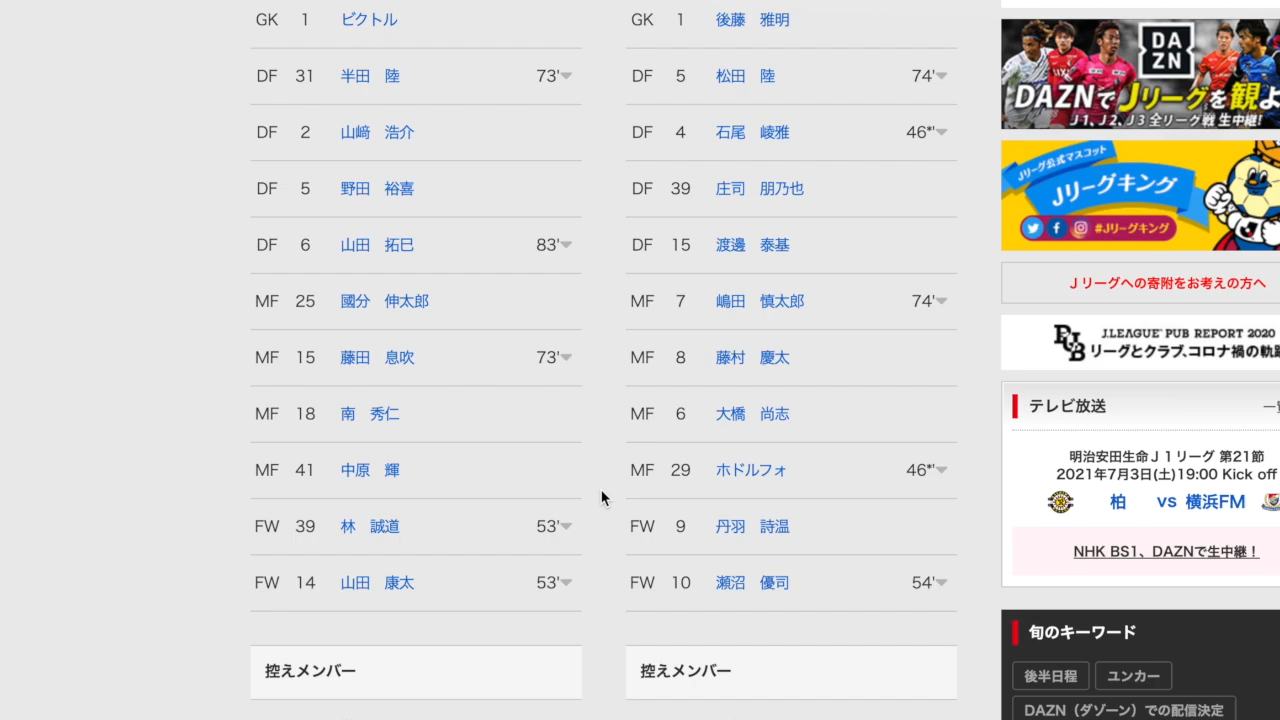 GK 1 ビクトル
DF 31 半田 陸 73'
DF 2 山﨑 浩介
DF 5 野田 裕喜
DF 6 山田 拓巳 83'
MF 25 國分 伸太郎
MF 15 藤田 息吹 73'
MF 18 南 秀仁
MF 41 中原 輝
FW 39 林 誠道 53'
FW 14 山田 康太 53'
控えメンバー
GK 1 後藤 雅明
DF 5 松田 陸 74'
DF 4 石尾 崚雅 46*'
DF 39 庄司 朋乃也
DF 15 渡邊 泰基
MF 7 嶋田 慎太郎 74'
MF 8 藤村 慶太
MF 6 大橋 尚志
MF 29 ホドルフォ 46*'
FW 9 丹羽 詩温
FW 10 瀬沼 優司 54'
控えメンバー
DA
ZN
DAZNでJリーグを観よ
J1、J2、J3 全リーグ戦 生中継!
Jリーグ公式マスコット
Jリーグキング
#Jリーグキング
Jリーグへの寄附をお考えの方へ
PUB
J.LEAGUE PUB REPORT 2020
リーグとクラブ、コロナ禍の軌跡
テレビ放送
一覧
明治安田生命J1リーグ 第21節
2021年7月3日(土)19:00 Kick off
柏 vs 横浜FM
NHK BS1、DAZNで生中継!
旬のキーワード
後半日程 ユンカー
DAZN（ダゾーン）での配信決定